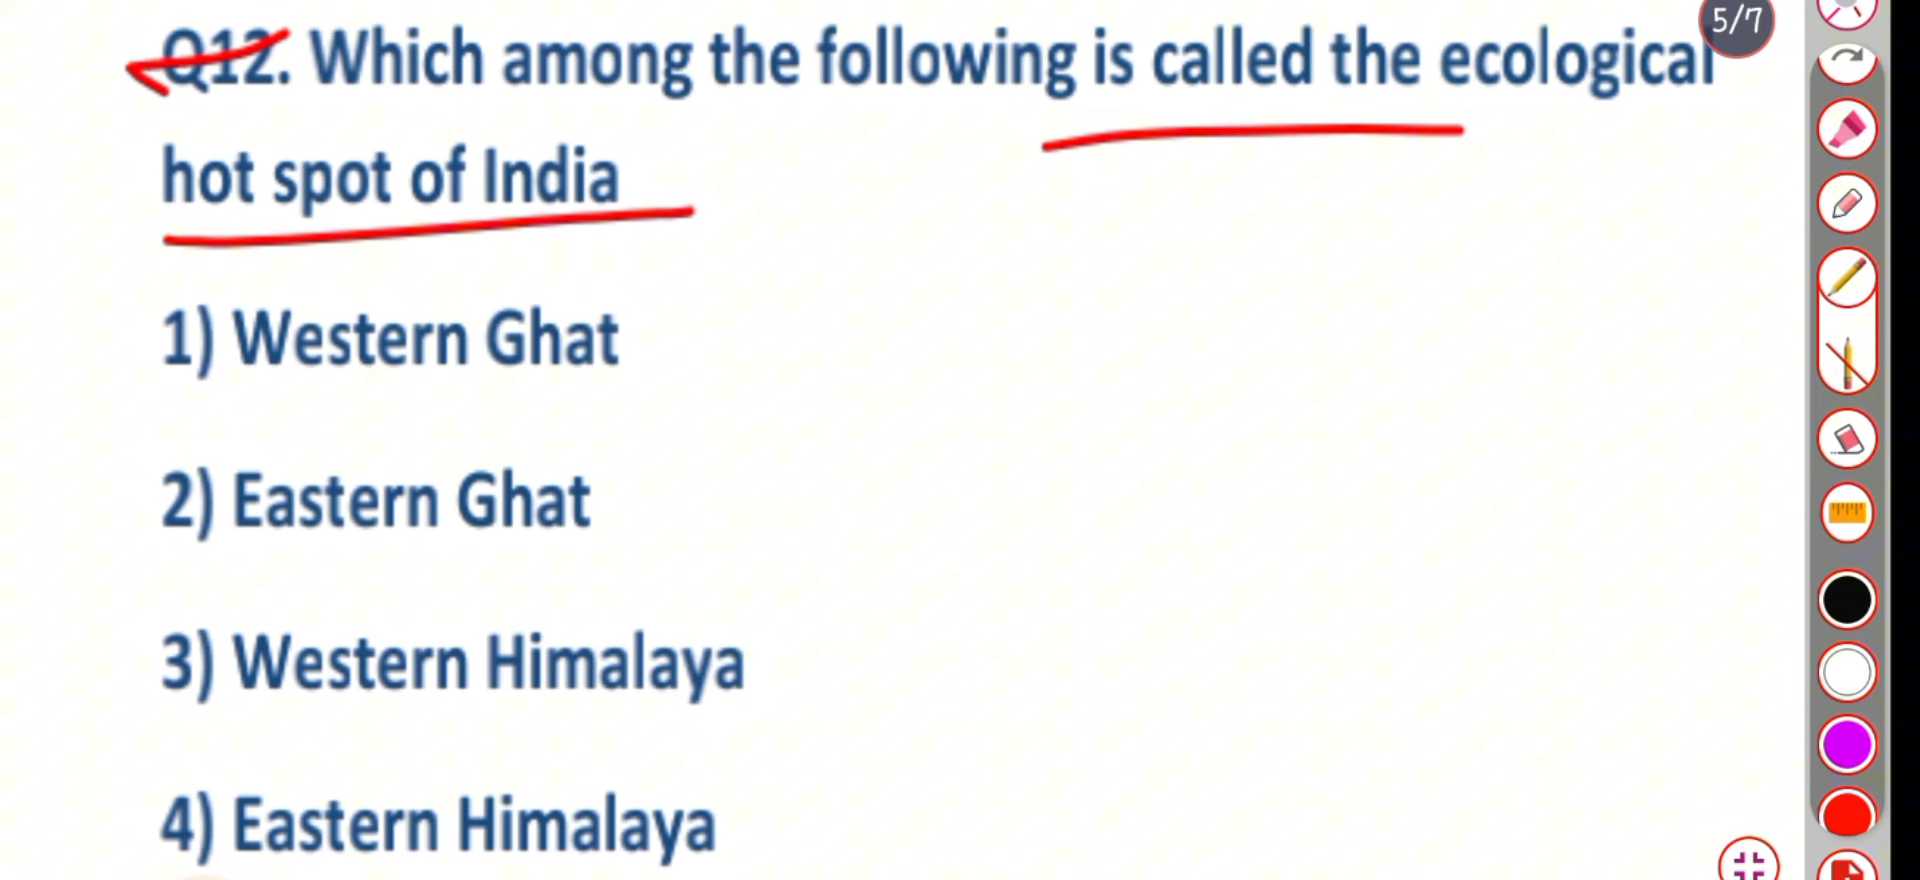 5/7
Q12. Which among the following is called the ecological
hot spot of India
1) Western Ghat
2) Eastern Ghat
3) Western Himalaya
4) Eastern Himalaya